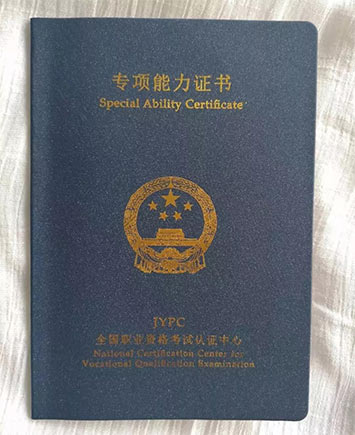 专项能力证书
Special Ability Certificate
JYPC
全国职业资格考试认证中心
National Certification Center for
Vocational Qualification Examination